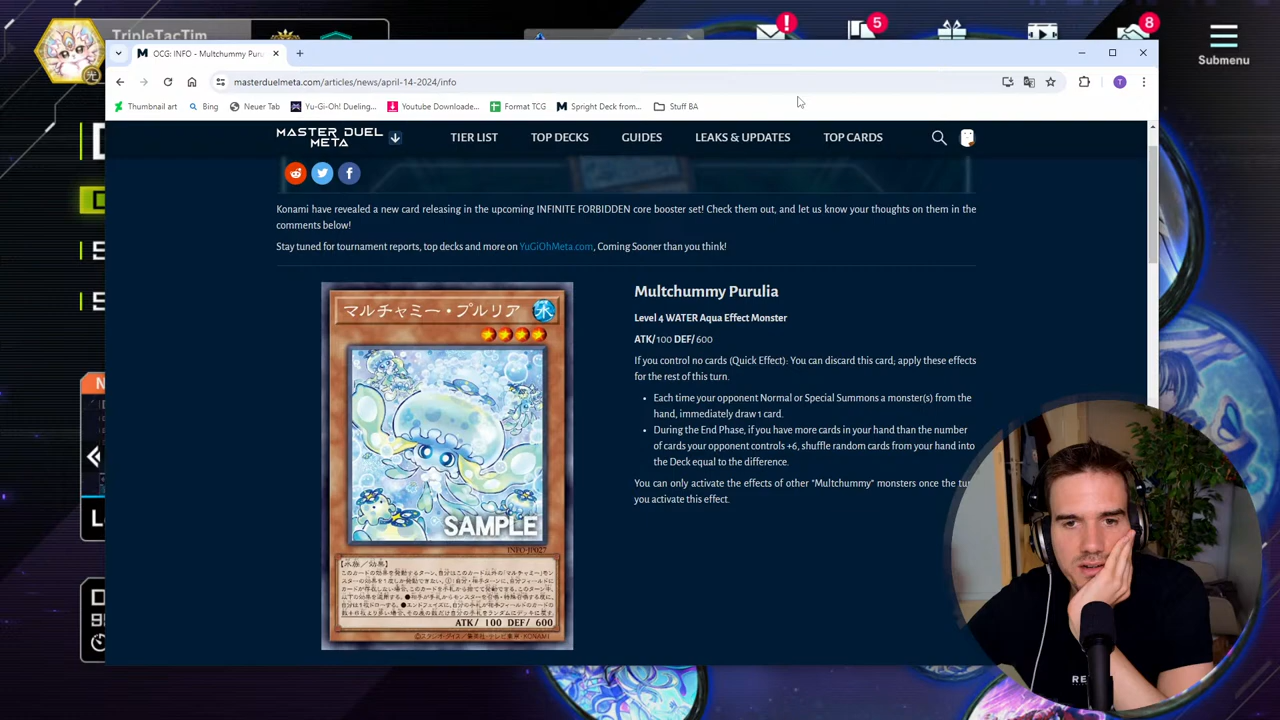 TripleTacTim
5
8
Submenu
OCG: INFO - Multchummy Puru
masterduelmeta.com/articles/news/april-14-2024/info
T
Thumbnail art
Bing
Neuer Tab
Yu-Gi-Oh! Dueling...
Youtube Downloade...
Format TCG
Spright Deck from...
Stuff BA
MASTER DUEL
META
TIER LIST
TOP DECKS
GUIDES
LEAKS & UPDATES
TOP CARDS
Konami have revealed a new card releasing in the upcoming INFINITE FORBIDDEN core booster set! Check them out, and let us know your thoughts on them in the
comments below!
Stay tuned for tournament reports, top decks and more on YuGiOhMeta.com, Coming Sooner than you think!
マルチャミー・プルリア
水
SAMPLE
INFO-JP027
【水族／効果】
ATK/ 100 DEF/ 600
Multchummy Purulia
Level 4 WATER Aqua Effect Monster
ATK/ 100 DEF/ 600
If you control no cards (Quick Effect): You can discard this card; apply these effects
for the rest of this turn.
Each time your opponent Normal or Special Summons a monster(s) from the
hand, immediately draw 1 card.
During the End Phase, if you have more cards in your hand than the number
of cards your opponent controls +6, shuffle random cards from your hand into
the Deck equal to the difference.
You can only activate the effects of other "Multchummy" monsters once the tu
you activate this effect.